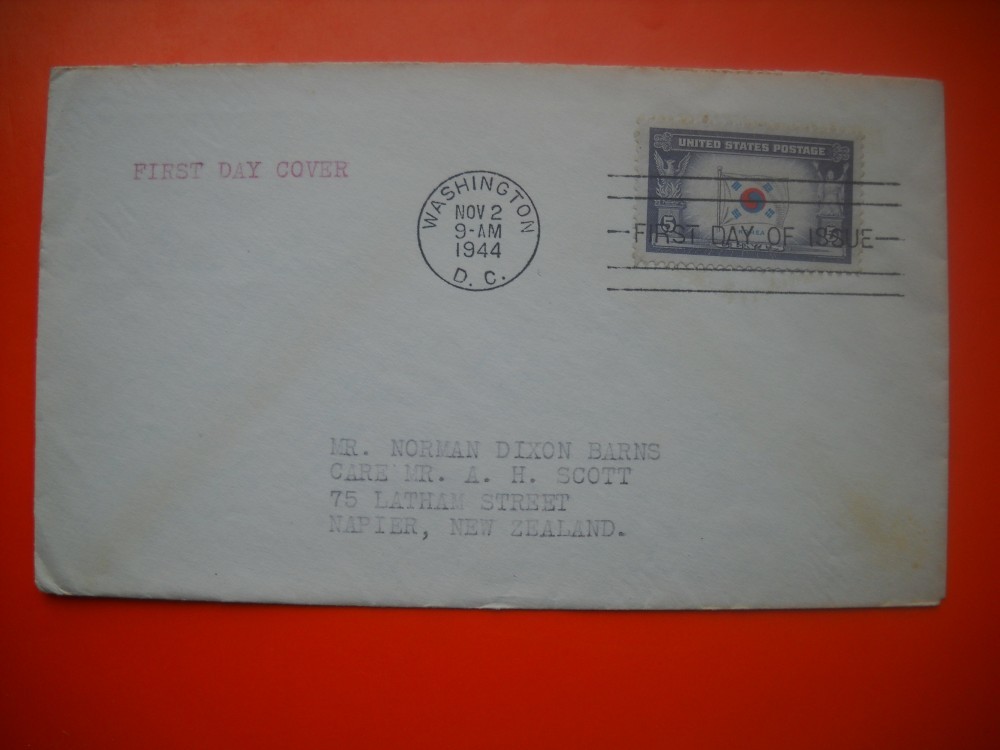 FIRST DAY COVER
WASHINGTON
NOV 2
9-AM
1944
D. C.
UNITED STATES POSTAGE
FIRST DAY OF ISSUE
5
MR. NORMAN DIXON BARNS
CARE MR. A. H. SCOTT
75 LATHAM STREET
NAPIER, NEW ZEALAND.